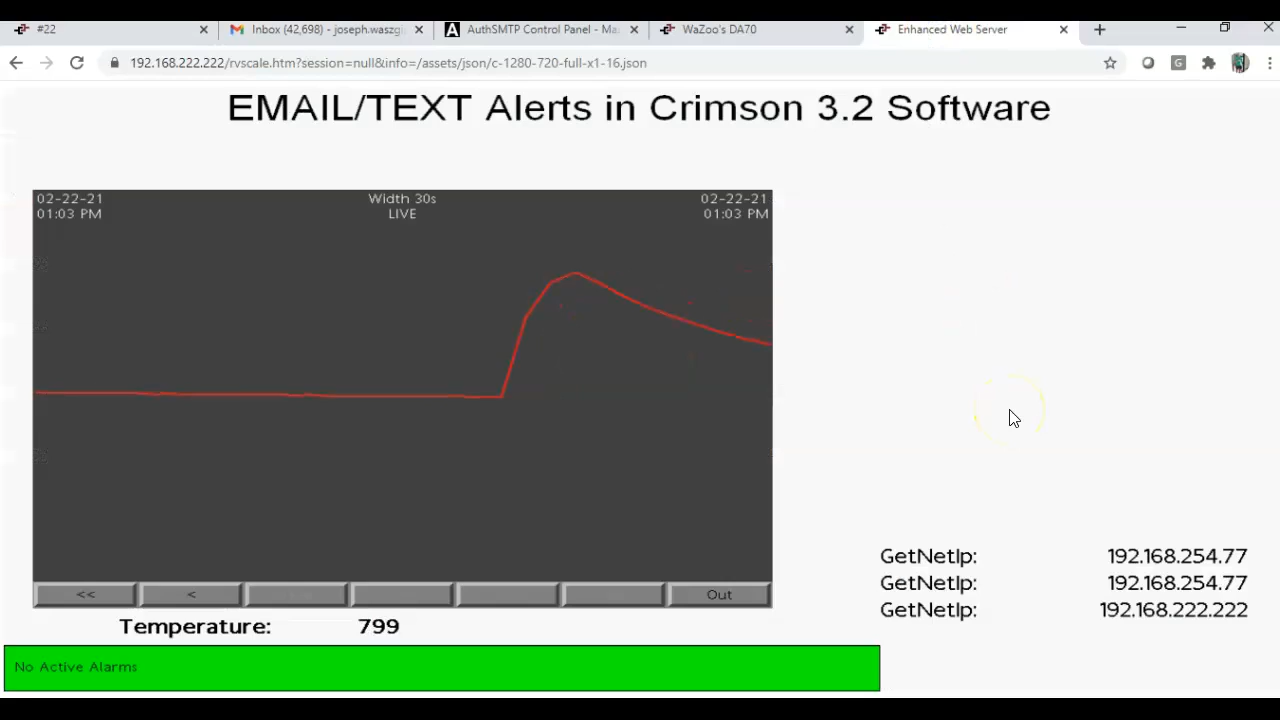 #22
Inbox (42,698) - joseph.waszgi
AuthSMTP Control Panel - Ma
WaZoo's DA70
Enhanced Web Server
192.168.222.222/rvscale.htm?session=null&info=/assets/json/c-1280-720-full-x1-16.json
EMAIL/TEXT Alerts in Crimson 3.2 Software
02-22-21 Width 30s 02-22-21
01:03 PM LIVE 01:03 PM
<< < Out
Temperature: 799
GetNetIp: 192.168.254.77
GetNetIp: 192.168.254.77
GetNetIp: 192.168.222.222
No Active Alarms